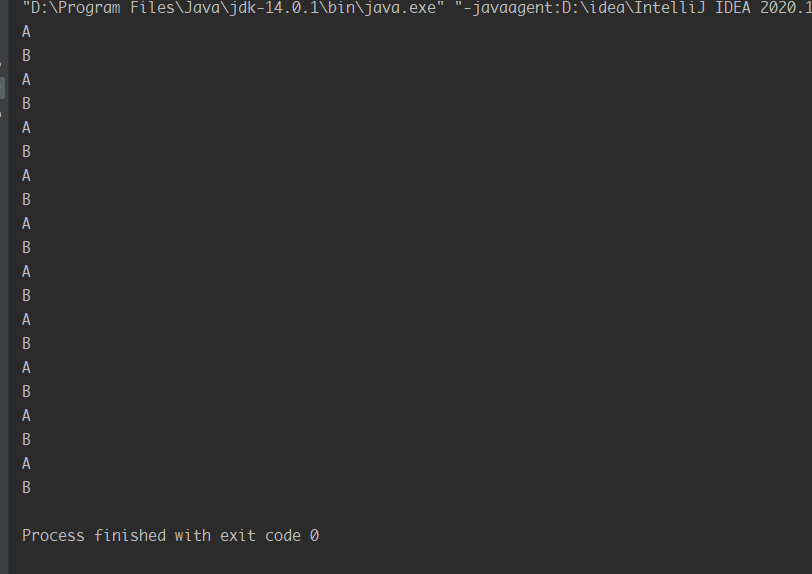 "D:\Program Files\Java\jdk-14.0.1\bin\java.exe" "-javaagent:D:\idea\IntelliJ IDEA 2020.1
A
B
A
B
A
B
A
B
A
B
A
B
A
B
A
B
A
B
A
B
Process finished with exit code 0